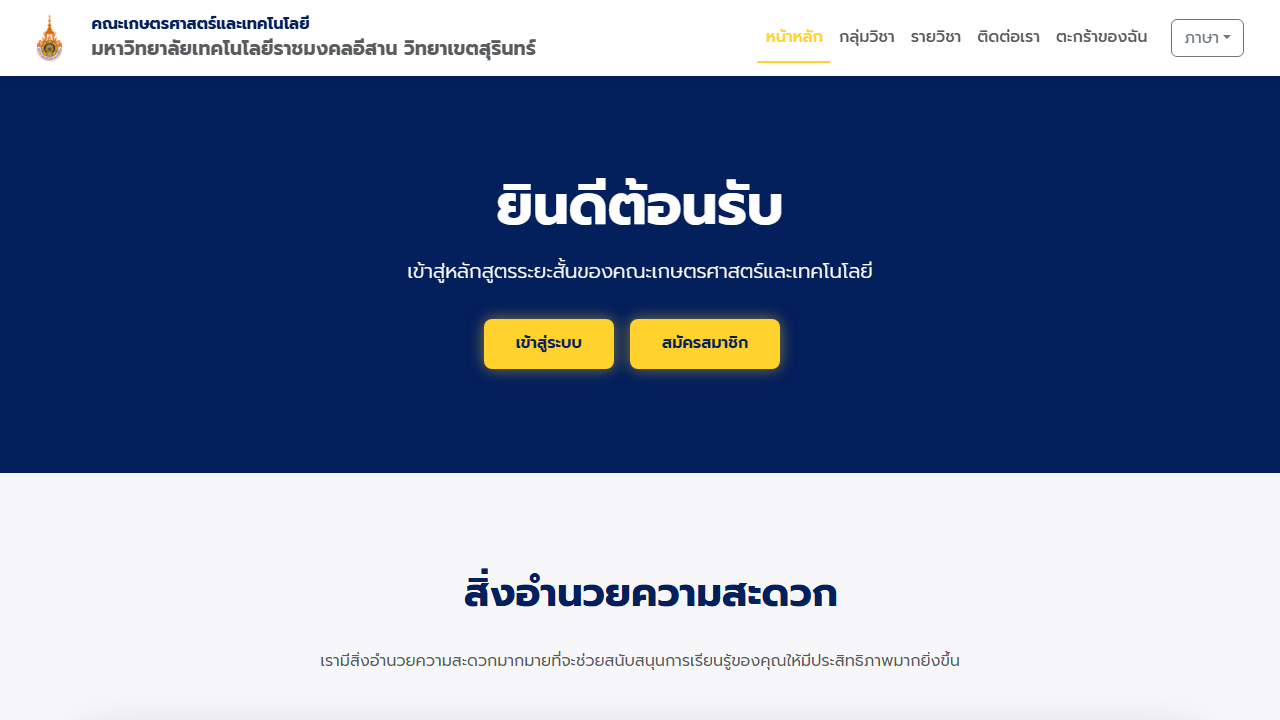 คณะเกษตรศาสตร์และเทคโนโลยี
มหาวิทยาลัยเทคโนโลยีราชมงคลอีสาน วิทยาเขตสุรินทร์
หน้าหลัก กลุ่มวิชา รายวิชา ติดต่อเรา ตะกร้าของฉัน ภาษา
ยินดีต้อนรับ
เข้าสู่หลักสูตรระยะสั้นของคณะเกษตรศาสตร์และเทคโนโลยี
เข้าสู่ระบบ สมัครสมาชิก
สิ่งอำนวยความสะดวก
เรามีสิ่งอำนวยความสะดวกมากมายที่จะช่วยสนับสนุนการเรียนรู้ของคุณให้มีประสิทธิภาพมากยิ่งขึ้น